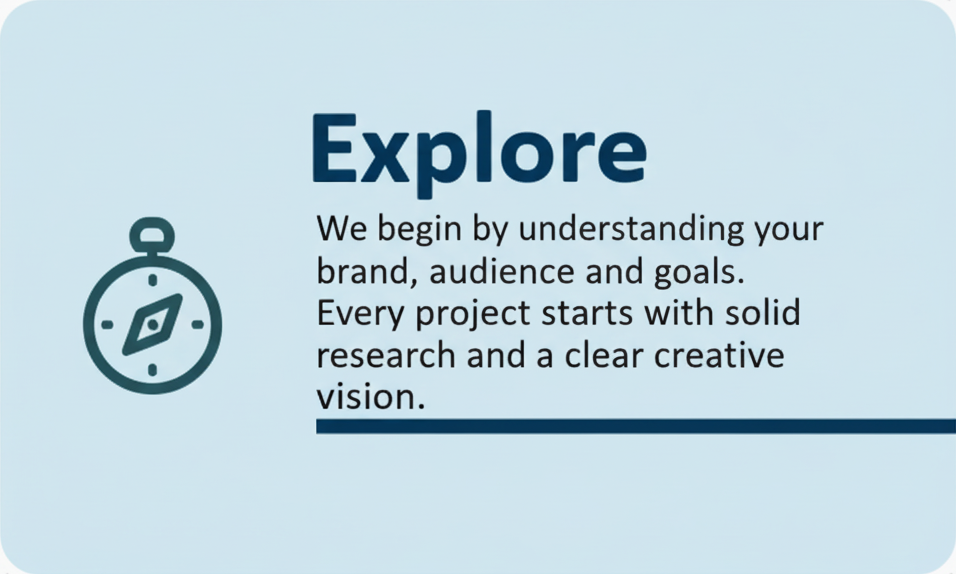 Explore
We begin by understanding your
brand, audience and goals.
Every project starts with solid
research and a clear creative
vision.